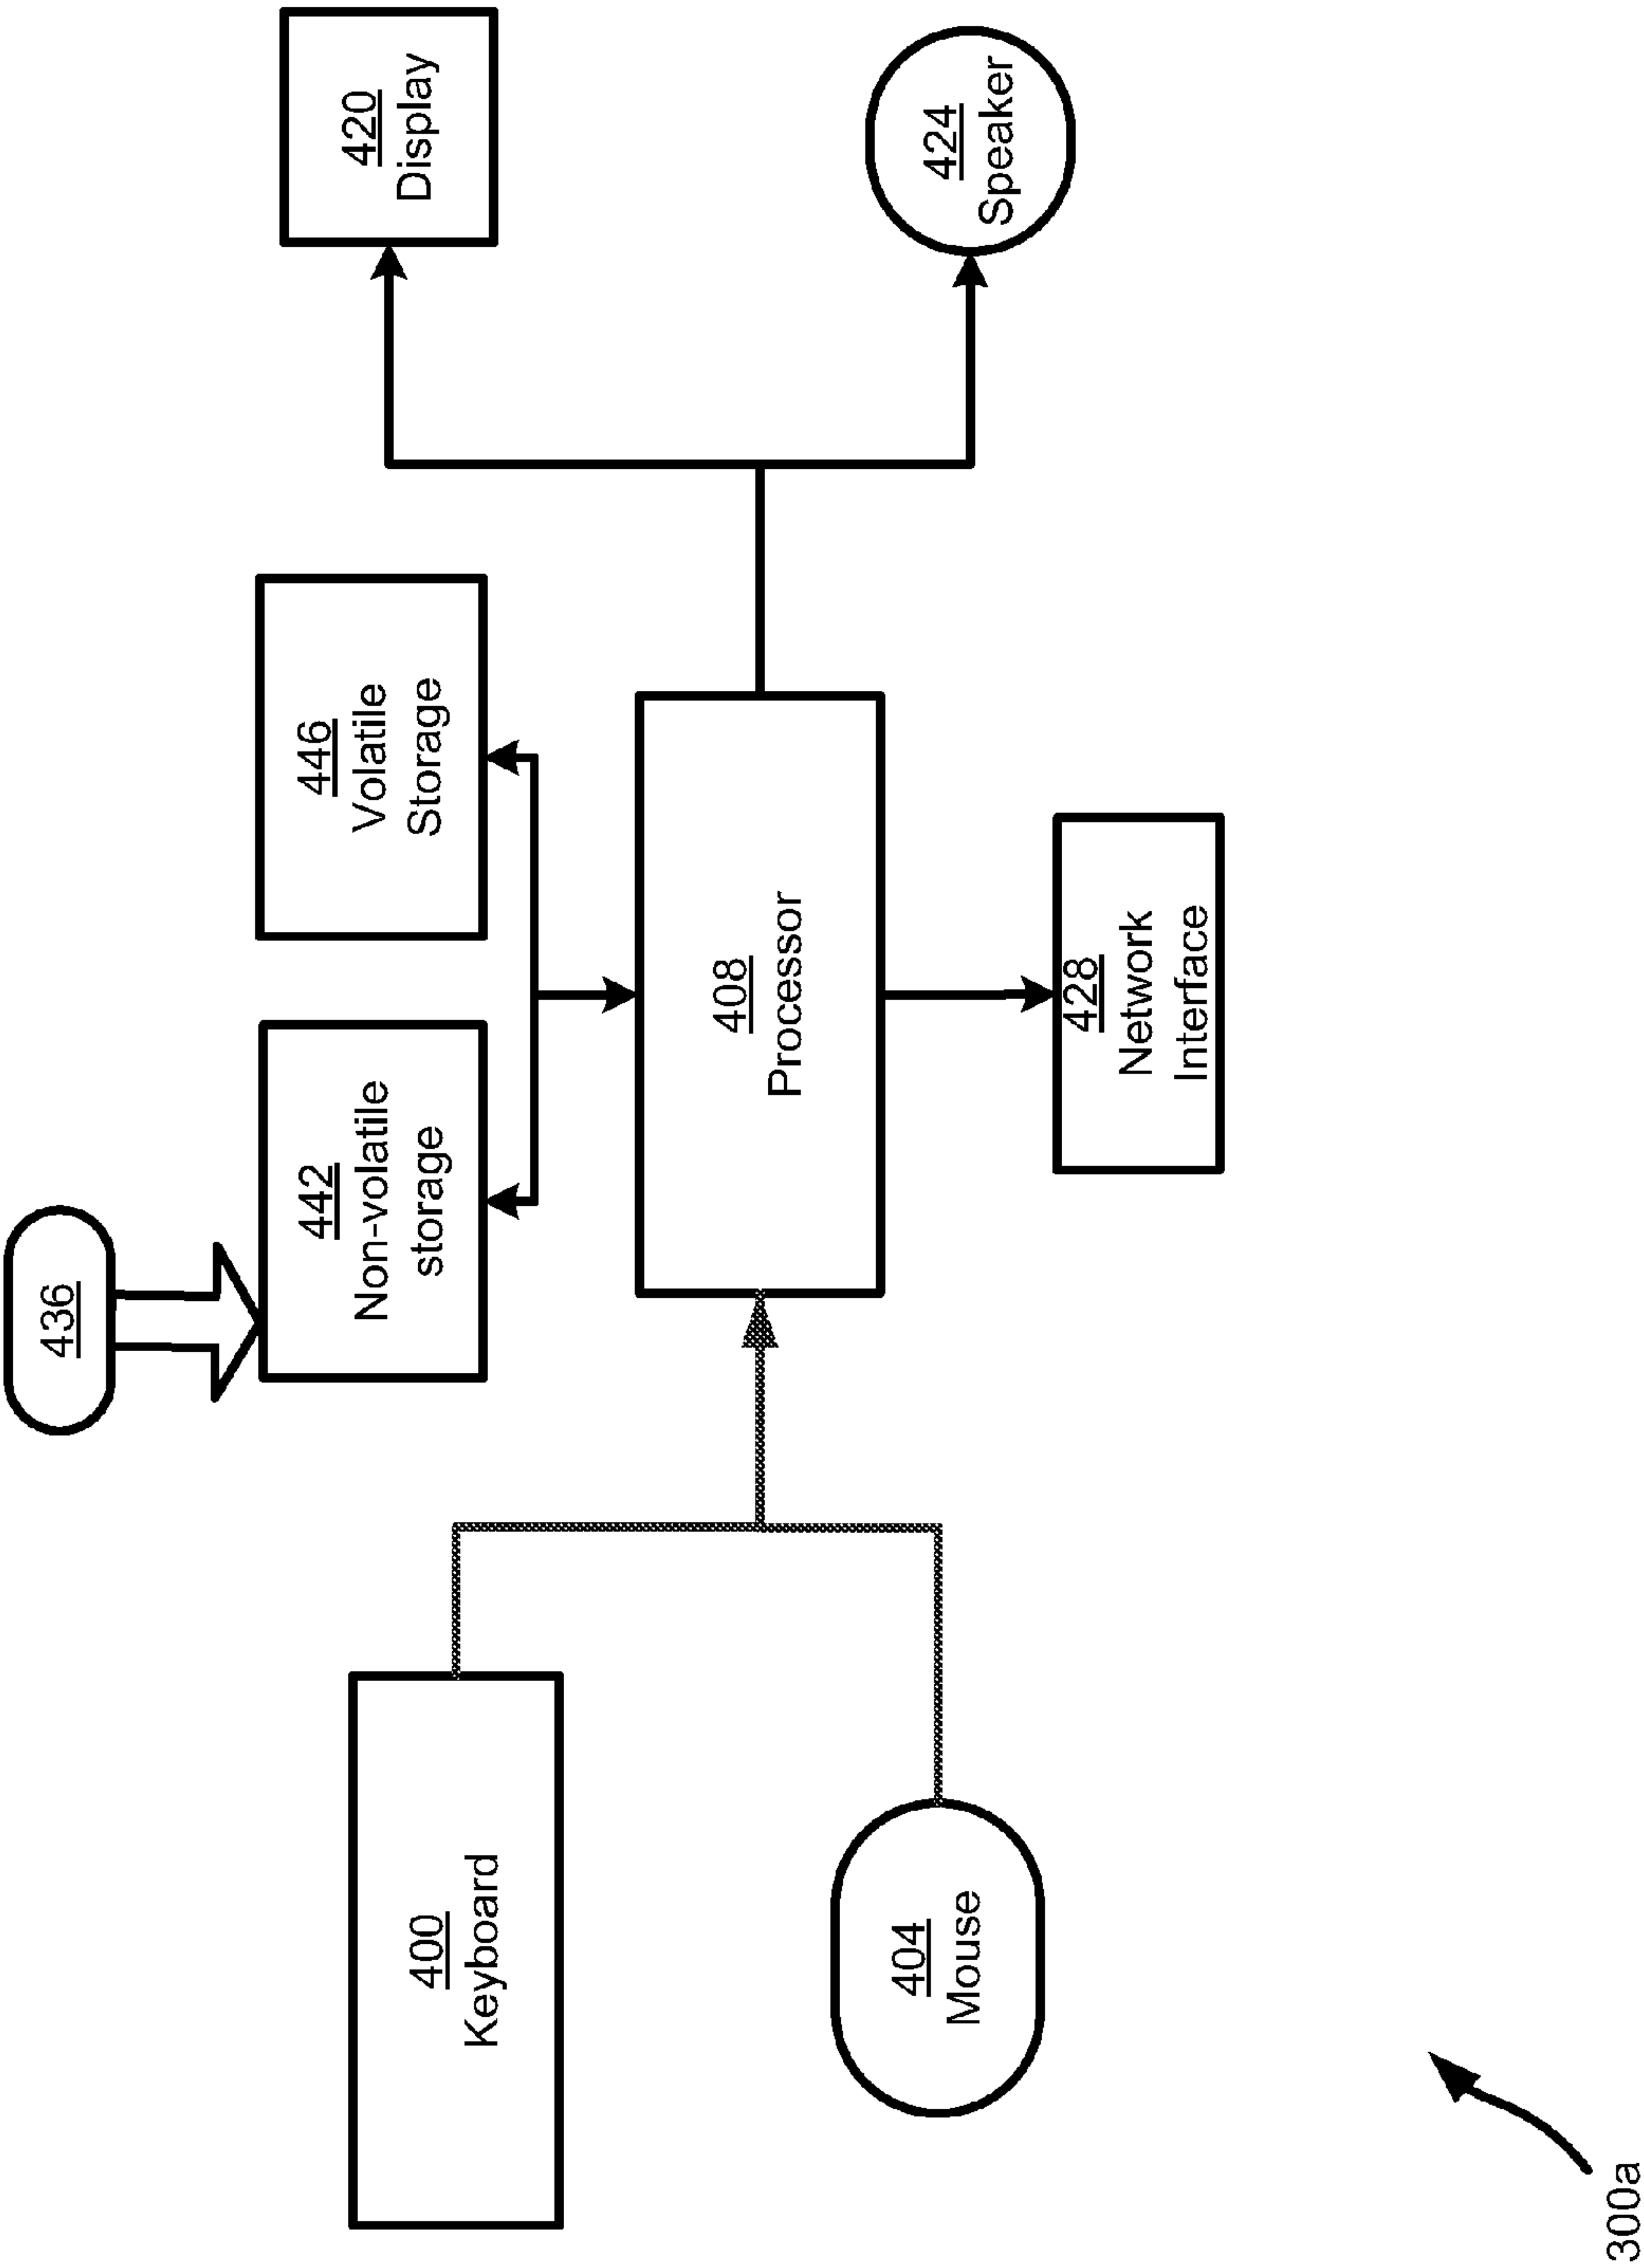 436
442
Non-volatile
storage
446
Volatile
Storage
420
Display
400
Keyboard
408
Processor
404
Mouse
424
Speaker
428
Network
Interface
300a